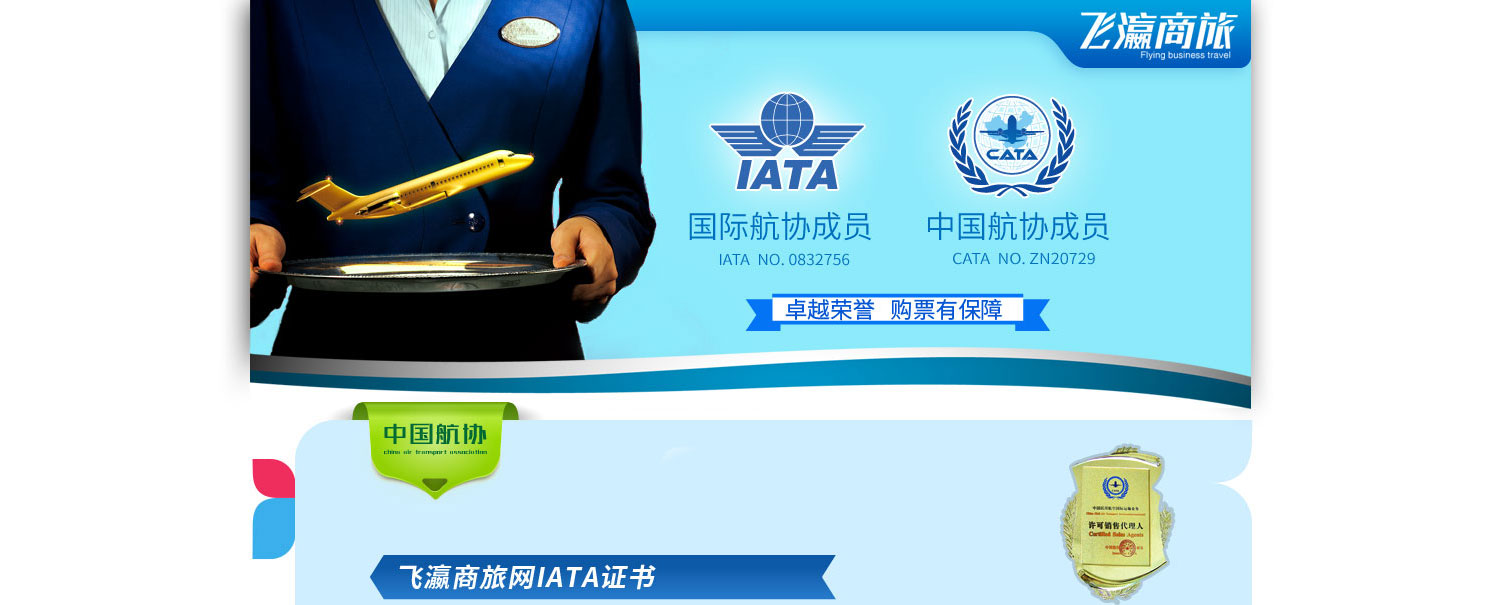 飞瀛商旅
Flying business travel
IATA
CATA
国际航协成员
中国航协成员
IATA NO. 0832756
CATA NO. ZN20729
卓越荣誉 购票有保障
中国航协
china air transport association
CATA
许可销售代理人
Certified Sales Agents
飞瀛商旅网IATA证书